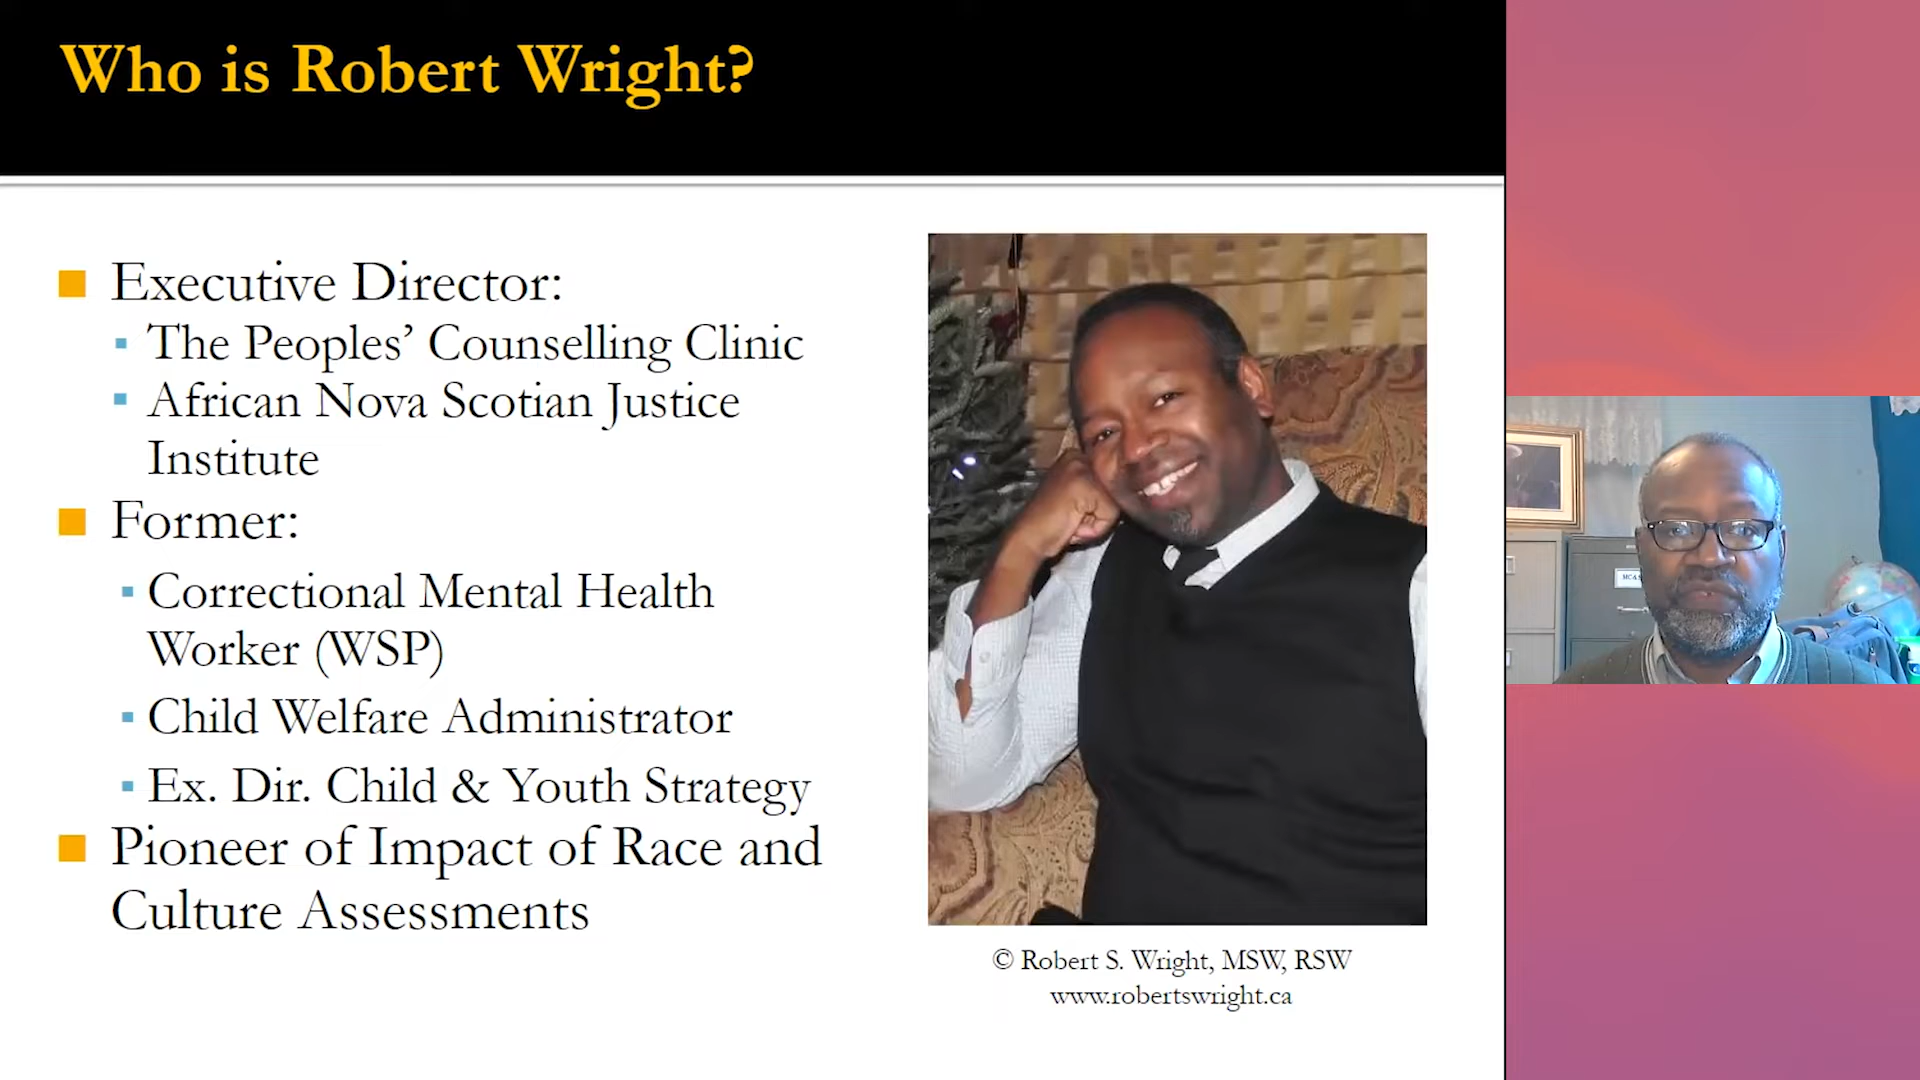 Who is Robert Wright?
Executive Director:
The Peoples’ Counselling Clinic
African Nova Scotian Justice
Institute
Former:
Correctional Mental Health
Worker (WSP)
Child Welfare Administrator
Ex. Dir. Child & Youth Strategy
Pioneer of Impact of Race and
Culture Assessments
© Robert S. Wright, MSW, RSW
www.robertswright.ca